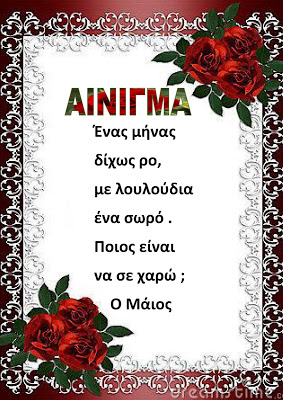 ΑΙΝΙΓΜΑ
Ένας μήνας
δίχως ρο,
με λουλούδια
ένα σωρό .
Ποιος είναι
να σε χαρώ ;
Ο Μάιος